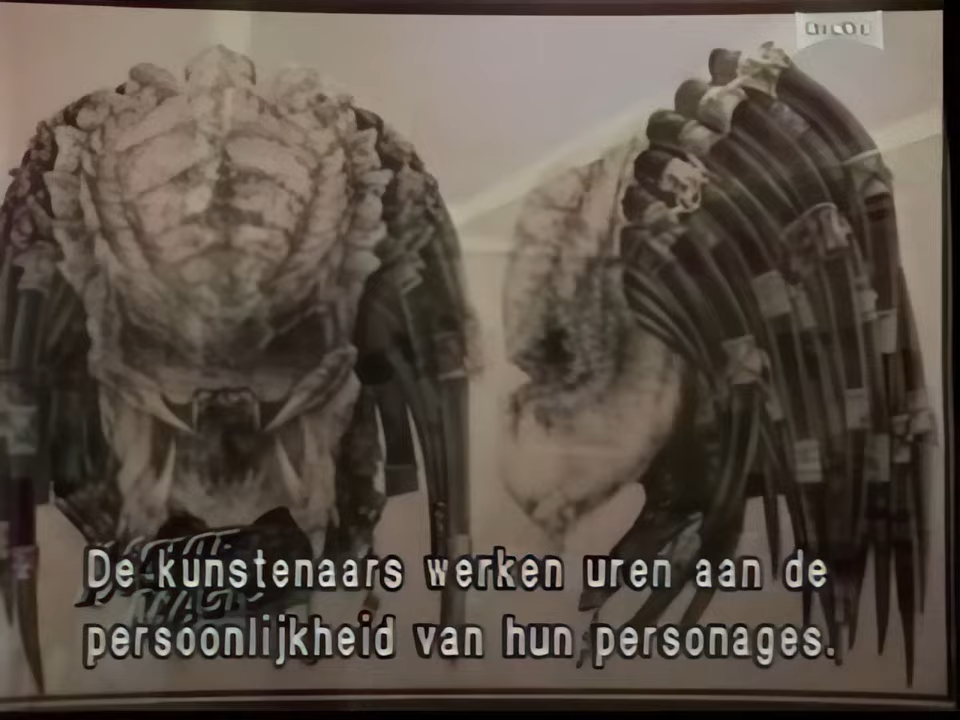 De kunstenaars werken uren aan de
persoonlijkheid van hun personages.